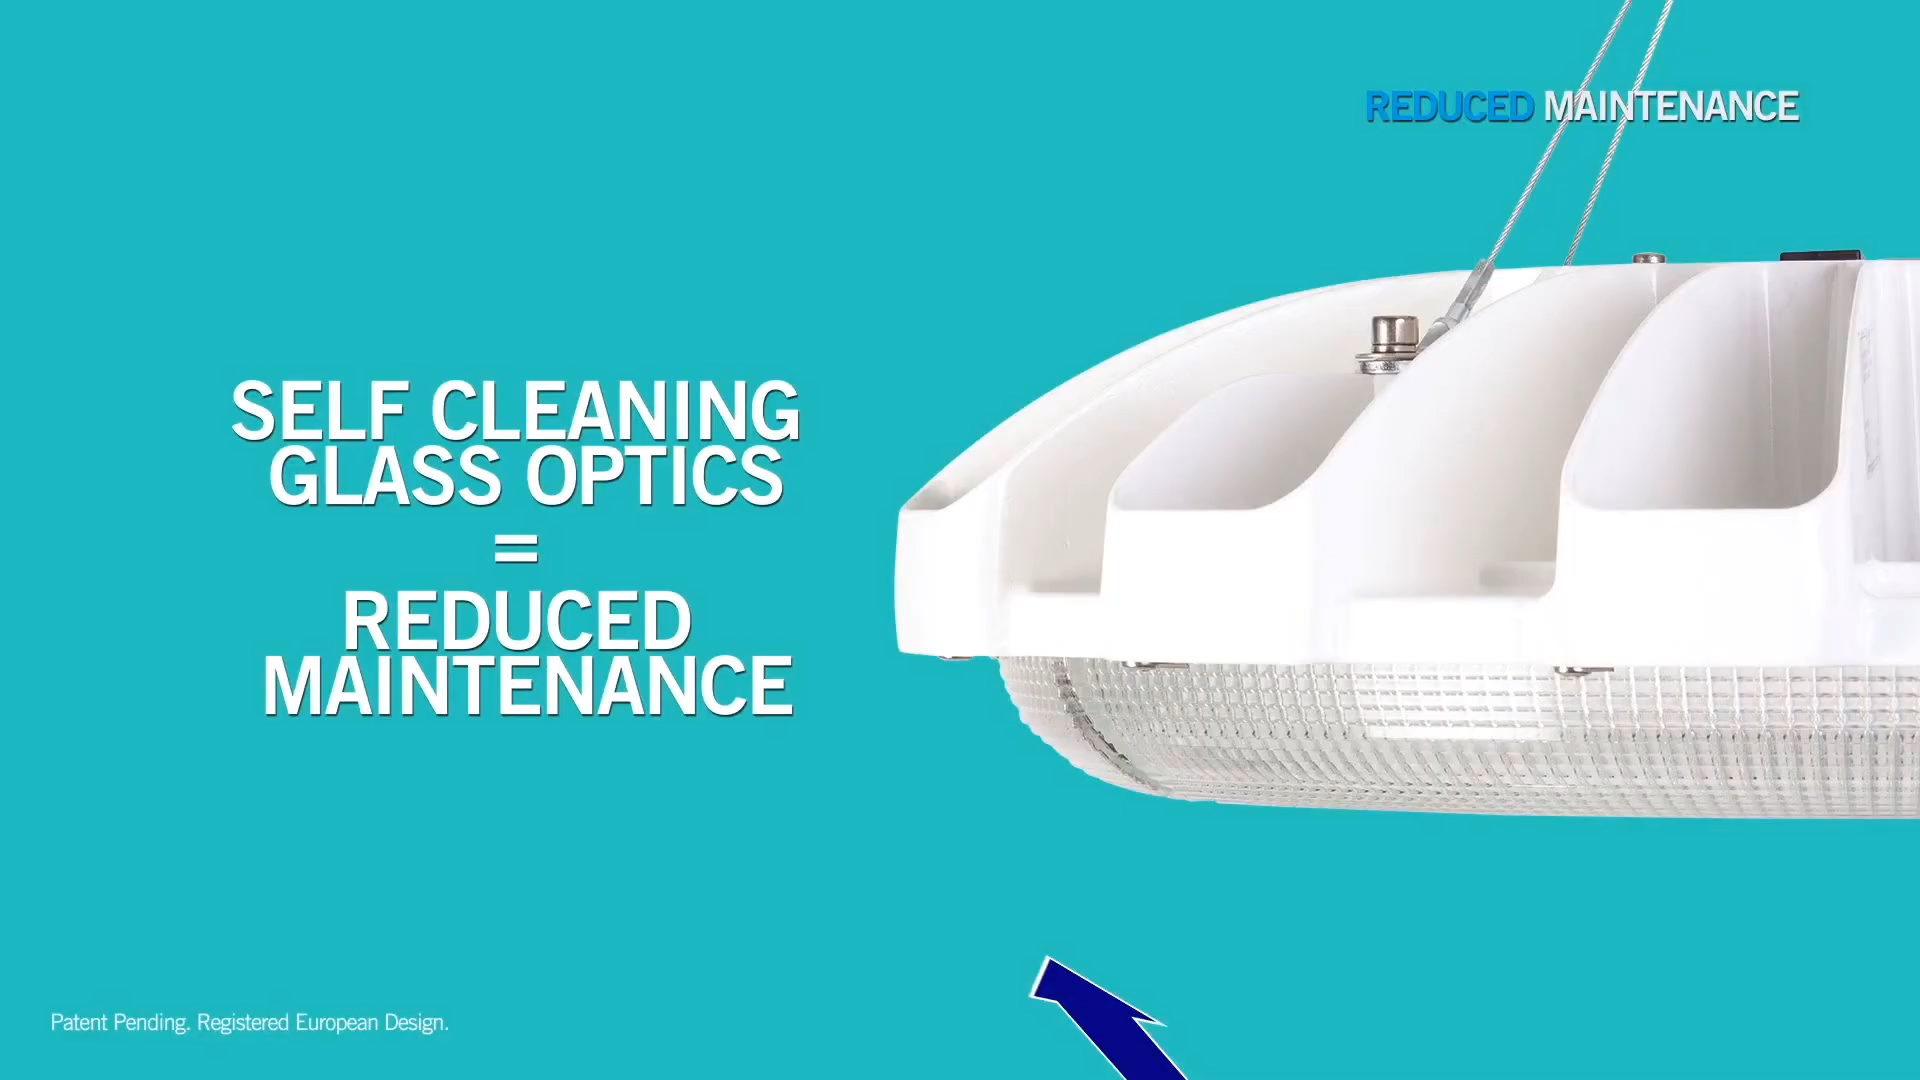 REDUCED MAINTENANCE
SELF CLEANING
GLASS OPTICS
=
REDUCED
MAINTENANCE
Patent Pending. Registered European Design.